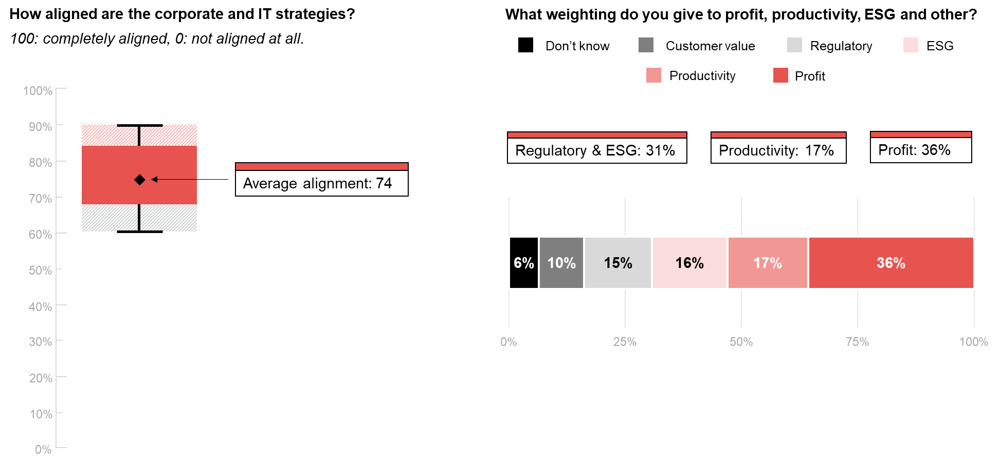 How aligned are the corporate and IT strategies?
100: completely aligned, 0: not aligned at all.
100%
90%
80%
70%
60%
50%
40%
30%
20%
10%
0%
Average alignment: 74
What weighting do you give to profit, productivity, ESG and other?
Don’t know Customer value Regulatory ESG
Productivity Profit
Regulatory & ESG: 31% Productivity: 17% Profit: 36%
6% 10% 15% 16% 17% 36%
0% 25% 50% 75% 100%